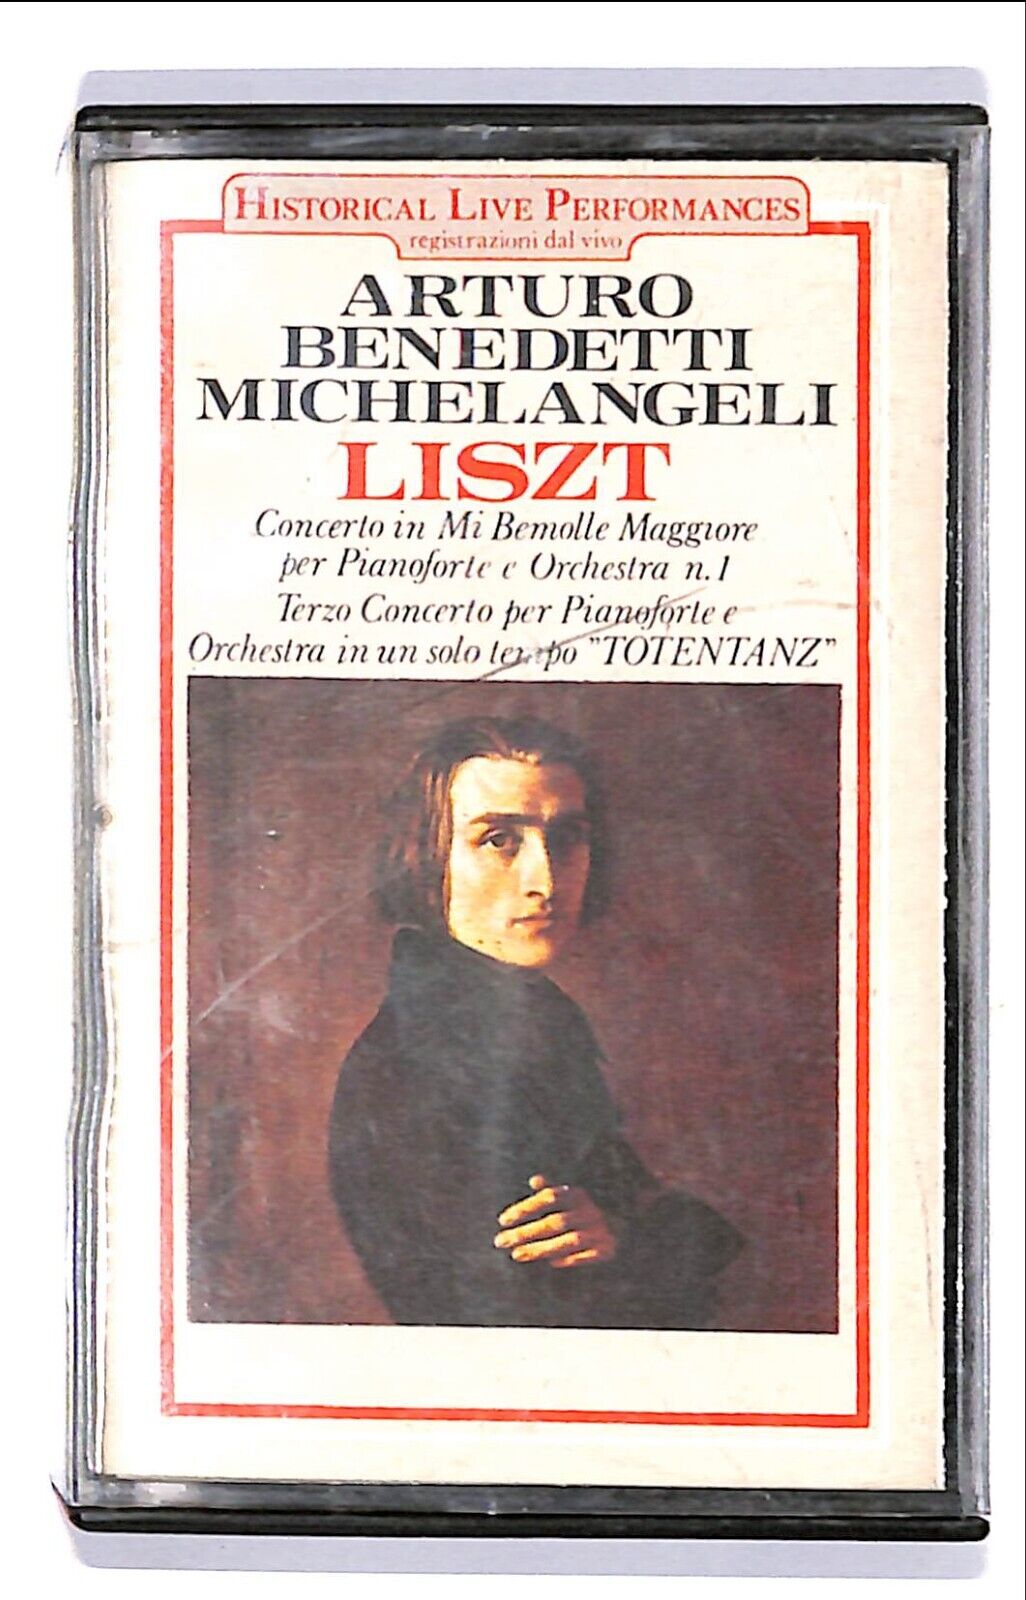 HISTORICAL LIVE PERFORMANCES
registrazioni dal vivo
ARTURO
BENEDETTI
MICHELANGELI
LISZT
Concerto in Mi Bemolle Maggiore
per Pianoforte e Orchestra n.1
Terzo Concerto per Pianoforte e
Orchestra in un solo tempo "TOTENTANZ"